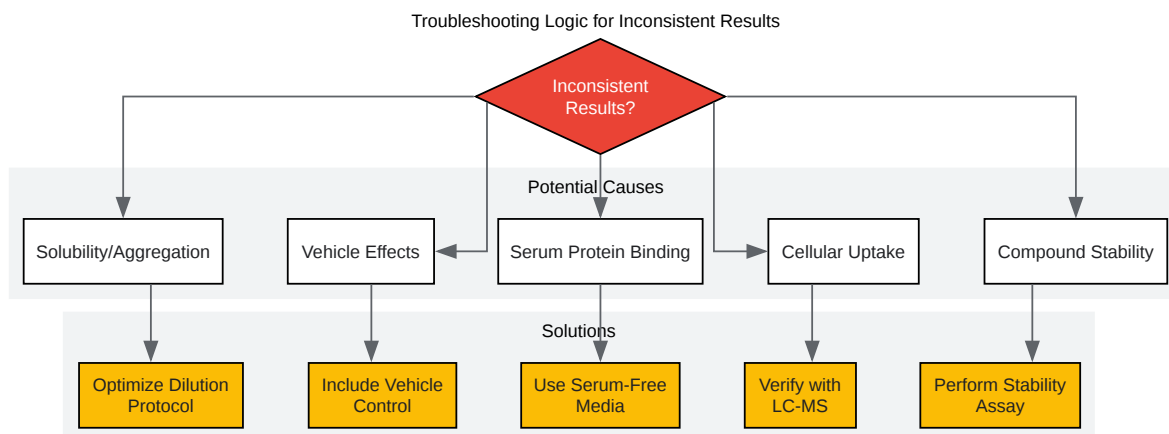 Troubleshooting Logic for Inconsistent Results
Inconsistent
Results?
Potential Causes
Solubility/Aggregation
Vehicle Effects
Serum Protein Binding
Cellular Uptake
Compound Stability
Solutions
Optimize Dilution
Protocol
Include Vehicle
Control
Use Serum-Free
Media
Verify with
LC-MS
Perform Stability
Assay